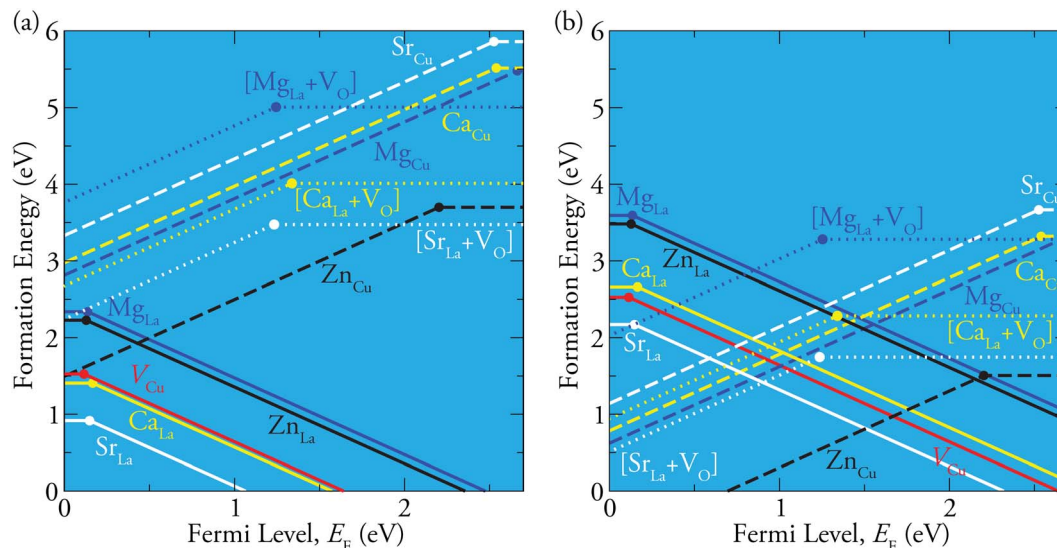 (a)
6
5
4
3
2
1
0
Formation Energy (eV)
0
1
2
Fermi Level, E_F (eV)
Sr_Cu
[Mg_La+V_O]
Ca_Cu
Mg_Cu
[Ca_La+V_O]
[Sr_La+V_O]
Zn_Cu
Mg_La
V_Cu
Ca_La
Zn_La
Sr_La
(b)
6
5
4
3
2
1
0
Formation Energy (eV)
0
1
2
Fermi Level, E_F (eV)
Mg_La
[Mg_La+V_O]
Sr_Cu
Zn_La
Ca_La
Ca_C
Mg_Cu
[Ca_La+V_O]
Sr_La
[Sr_La+V_O]
Zn_Cu
V_Cu